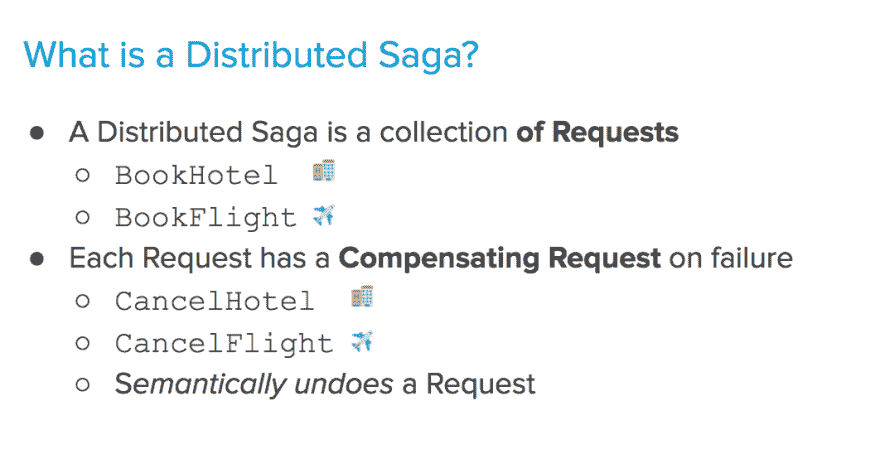 What is a Distributed Saga?
● A Distributed Saga is a collection of Requests
○ BookHotel 🏨
○ BookFlight ✈️
● Each Request has a Compensating Request on failure
○ CancelHotel 🏨
○ CancelFlight ✈️
○ Semantically undoes a Request